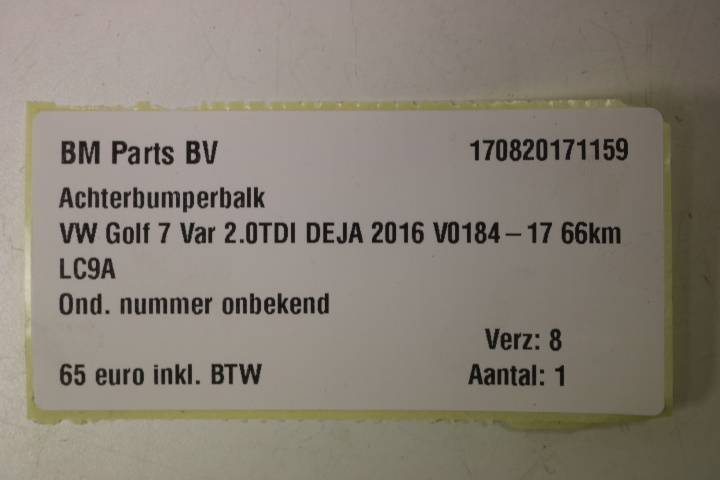 BM Parts BV 170820171159
Achterbumperbalk
VW Golf 7 Var 2.0TDI DEJA 2016 V0184-17 66km
LC9A
Ond. nummer onbekend
Verz: 8
65 euro inkl. BTW Aantal: 1